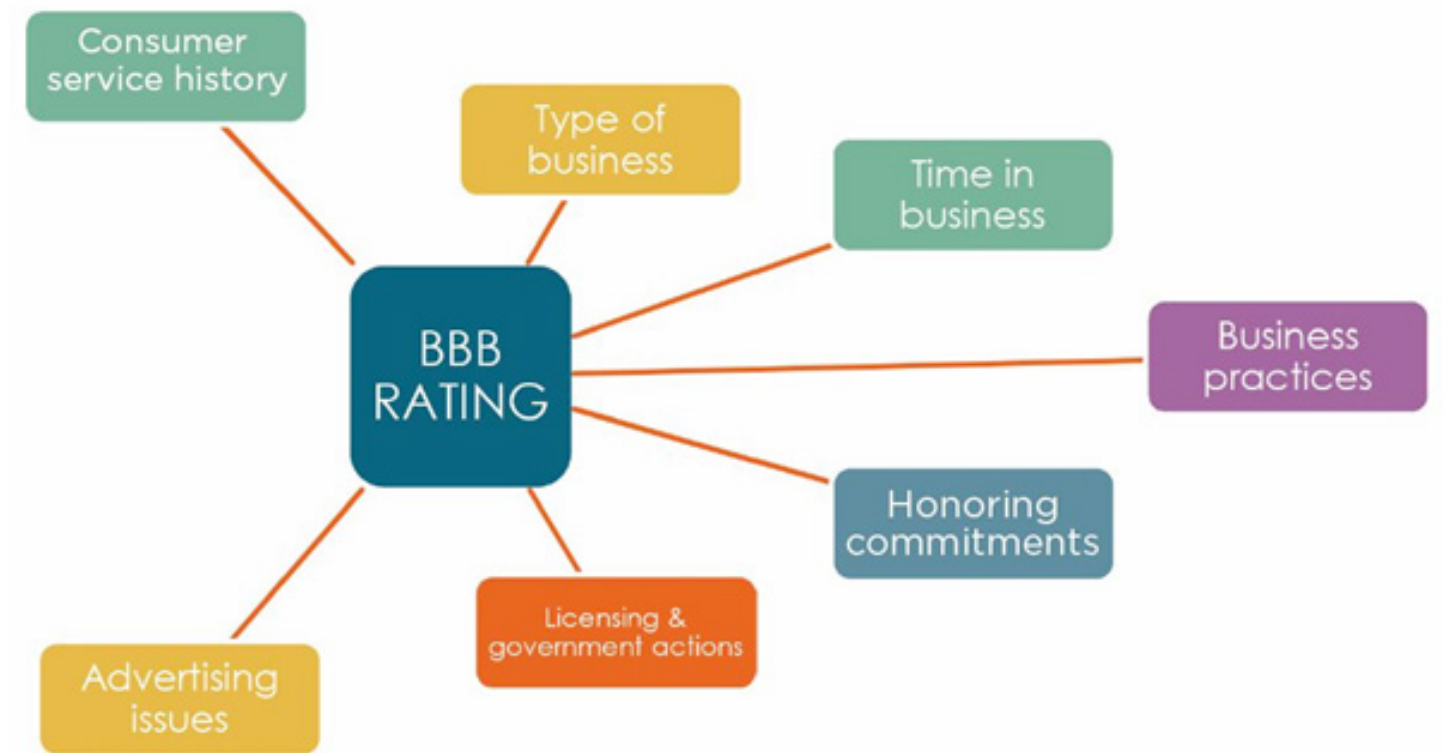 Consumer
service history
Type of
business
Time in
business
BBB
RATING
Business
practices
Honoring
commitments
Licensing &
government actions
Advertising
issues